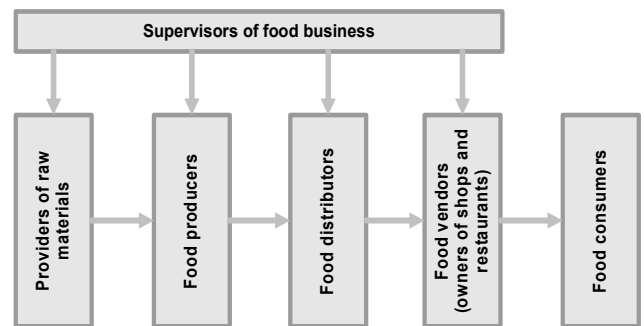 Supervisors of food business
Providers of raw
materials
Food producers
Food distributors
Food vendors
(owners of shops and
restaurants)
Food consumers